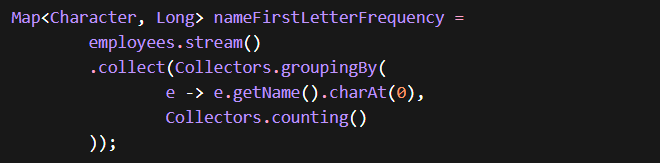 Map<Character, Long> nameFirstLetterFrequency =
        employees.stream()
        .collect(Collectors.groupingBy(
                e -> e.getName().charAt(0),
                Collectors.counting()
        ));